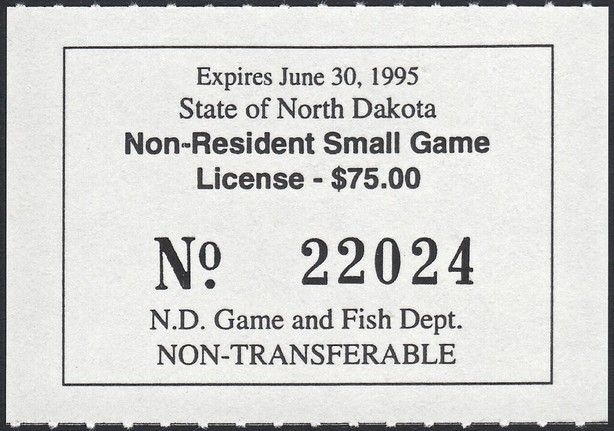 Expires June 30, 1995
State of North Dakota
Non-Resident Small Game
License - $75.00
No. 22024
N.D. Game and Fish Dept.
NON-TRANSFERABLE